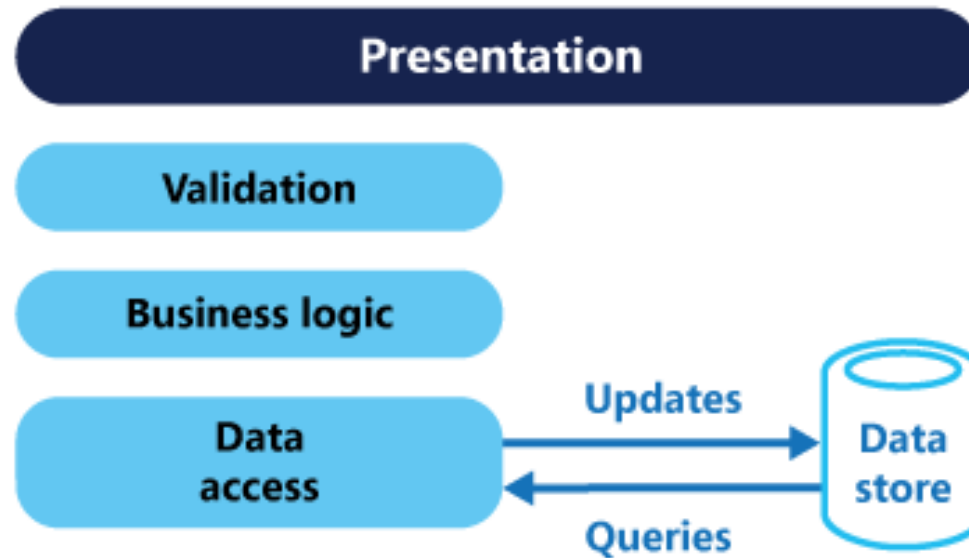 Presentation
Validation
Business logic
Data
access
Updates
Queries
Data
store